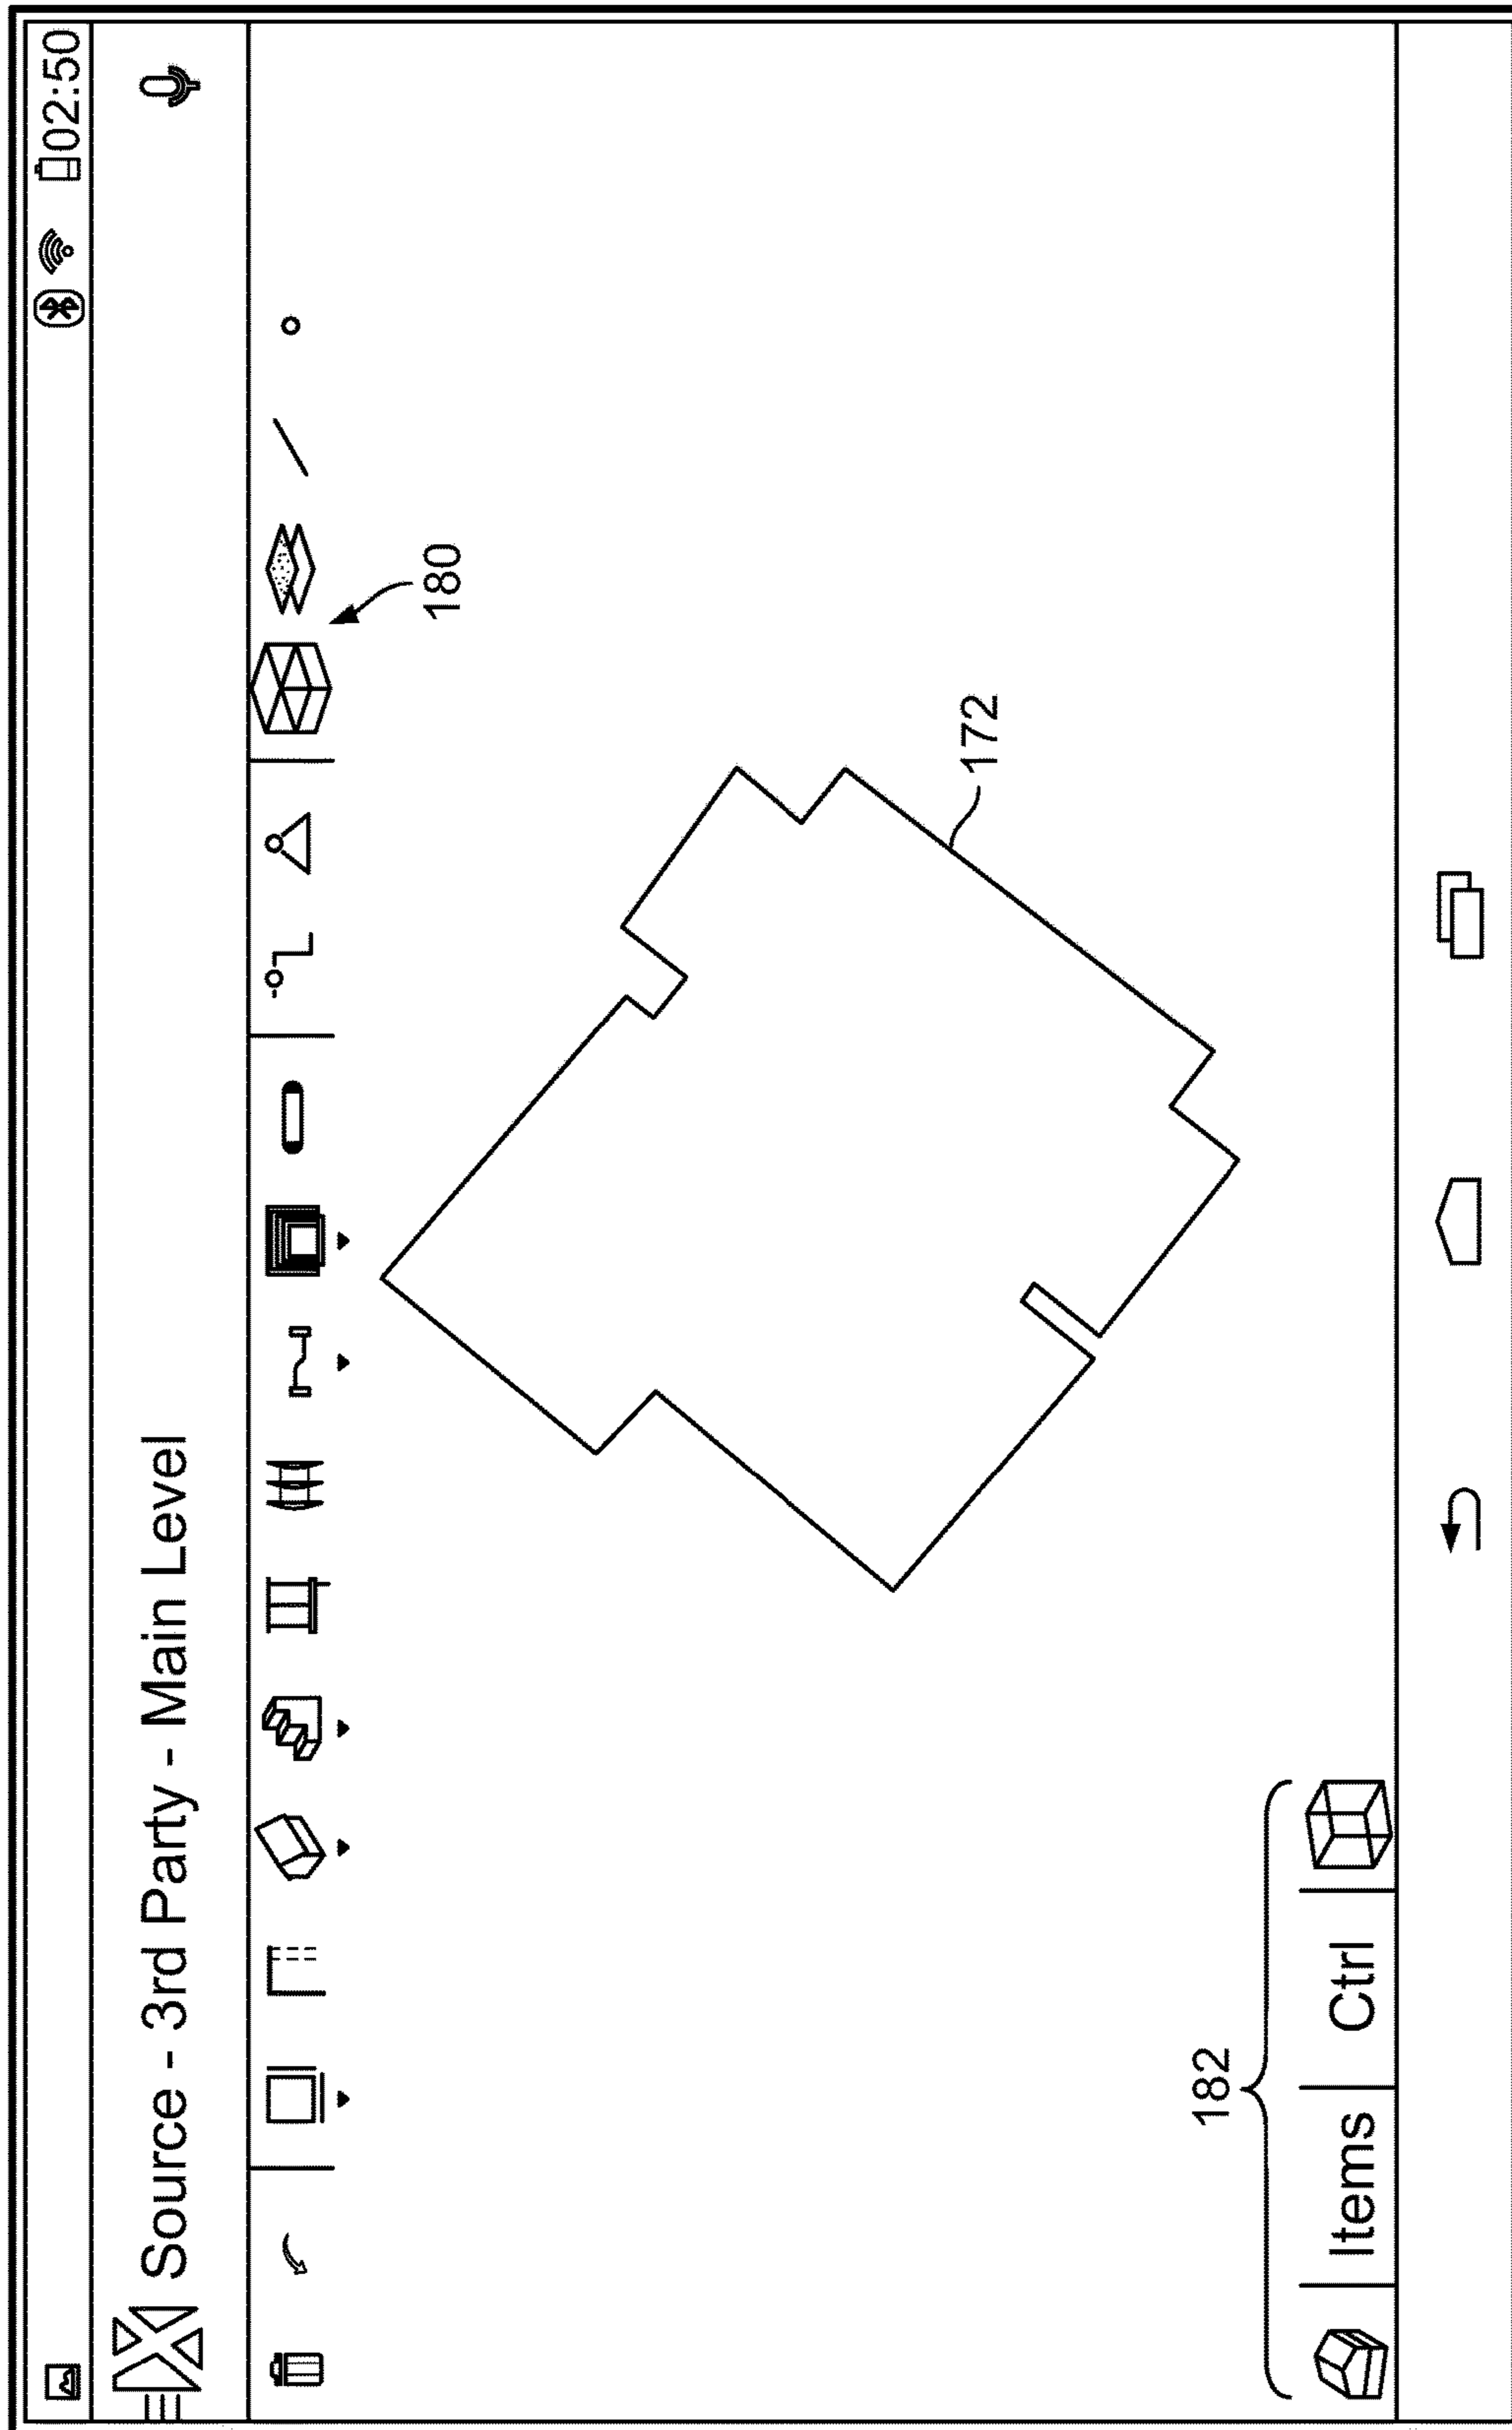 02:50
Source - 3rd Party - Main Level
180
172
182
Items
Ctrl